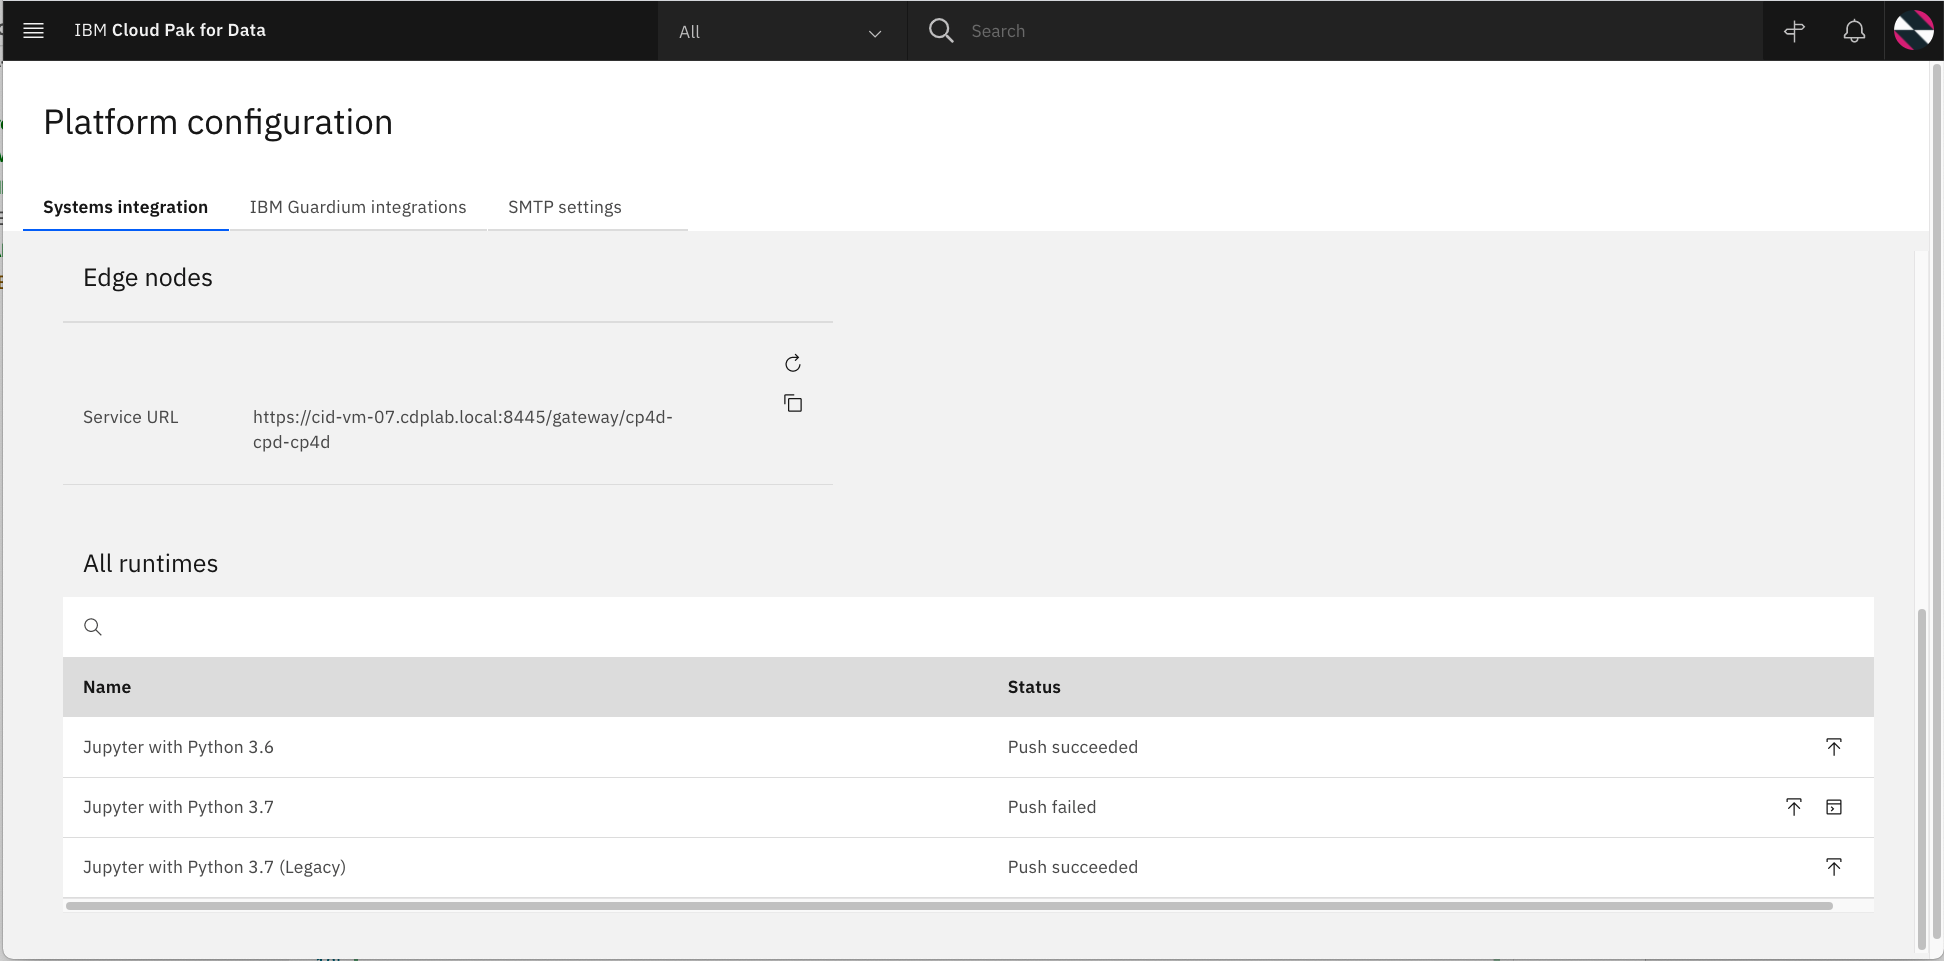 IBM Cloud Pak for Data
All
Search
Platform configuration
Systems integration
IBM Guardium integrations
SMTP settings
Edge nodes
Service URL
https://cid-vm-07.cdplab.local:8445/gateway/cp4d-
cpd-cp4d
All runtimes
Name
Status
Jupyter with Python 3.6
Push succeeded
Jupyter with Python 3.7
Push failed
Jupyter with Python 3.7 (Legacy)
Push succeeded